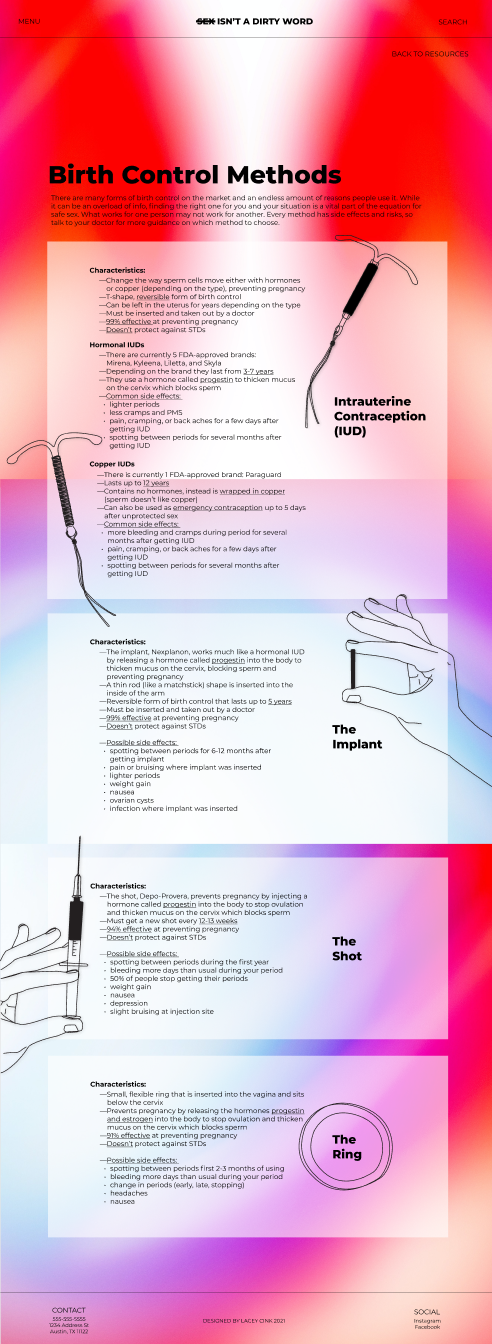 MENU
SEX ISN'T A DIRTY WORD
SEARCH
BACK TO RESOURCES
Birth Control Methods
There are many forms of birth control on the market and an endless amount of reasons people use it. While
it can be an overload of info, finding the right one for you and your situation is a vital part of the equation for
safe sex. What works for one person may not work for another. Every method has side effects and risks, so
talk to your doctor for more guidance on which method to choose.
Characteristics:
—Change the way sperm cells move either with hormones
or copper (depending on the type), preventing pregnancy
—T-shape, reversible form of birth control
—Can be left in the uterus for years depending on the type
—Must be inserted and taken out by a doctor
—99% effective at preventing pregnancy
—Doesn't protect against STDs
Hormonal IUDs
—There are currently 5 FDA-approved brands:
Mirena, Kyleena, Liletta, and Skyla
—Depending on the brand they last from 3-7 years
—They use a hormone called progestin to thicken mucus
on the cervix which blocks sperm
—Common side effects:
• lighter periods
• less cramps and PMS
• pain, cramping, or back aches for a few days after
getting IUD
• spotting between periods for several months after
getting IUD
Intrauterine
Contraception
(IUD)
Copper IUDs
—There is currently 1 FDA-approved brand: Paraguard
—Lasts up to 12 years
—Contains no hormones, instead is wrapped in copper
(sperm doesn't like copper)
—Can also be used as emergency contraception up to 5 days
after unprotected sex
—Common side effects:
• more bleeding and cramps during period for several
months after getting IUD
• pain, cramping, or back aches for a few days after
getting IUD
• spotting between periods for several months after
getting IUD
Characteristics:
—The implant, Nexplanon, works much like a hormonal IUD
by releasing a hormone called progestin into the body to
thicken mucus on the cervix, blocking sperm and
preventing pregnancy
—A thin rod (like a matchstick) shape is inserted into the
inside of the arm
—Reversible form of birth control that lasts up to 5 years
—Must be inserted and taken out by a doctor
—99% effective at preventing pregnancy
—Doesn't protect against STDs
—Possible side effects:
• spotting between periods for 6-12 months after
getting implant
• pain or bruising where implant was inserted
• lighter periods
• weight gain
• nausea
• ovarian cysts
• infection where implant was inserted
The
Implant
Characteristics:
—The shot, Depo-Provera, prevents pregnancy by injecting a
hormone called progestin into the body to stop ovulation
and thicken mucus on the cervix which blocks sperm
—Must get a new shot every 12-13 weeks
—94% effective at preventing pregnancy
—Doesn't protect against STDs
—Possible side effects:
• spotting between periods during the first year
• bleeding more days than usual during your period
• 50% of people stop getting their periods
• weight gain
• nausea
• depression
• slight bruising at injection site
The
Shot
Characteristics:
—Small, flexible ring that is inserted into the vagina and sits
below the cervix
—Prevents pregnancy by releasing the hormones progestin
and estrogen into the body to stop ovulation and thicken
mucus on the cervix which blocks sperm
—91% effective at preventing pregnancy
—Doesn't protect against STDs
—Possible side effects:
• spotting between periods first 2-3 months of using
• bleeding more days than usual during your period
• change in periods (early, late, stopping)
• headaches
• nausea
The
Ring
CONTACT
555-555-5555
1234 Address St
Austin, TX 11122
DESIGNED BY LACEY CINK 2021
SOCIAL
Instagram
Facebook